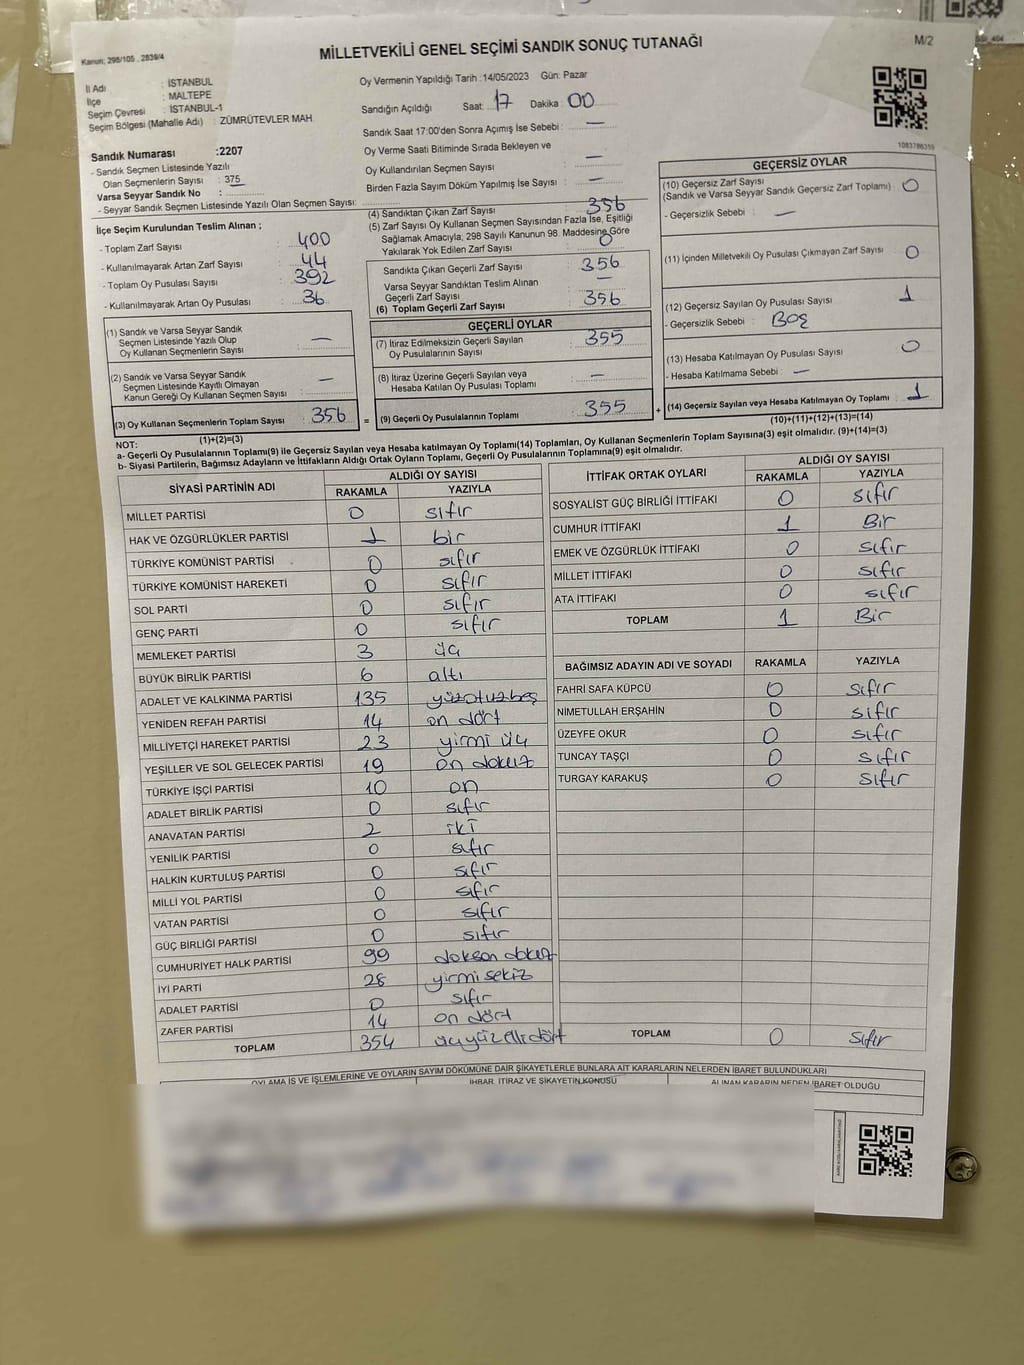 MİLLETVEKİLİ GENEL SEÇİMİ SANDIK SONUÇ TUTANAĞI
M/2
Kanun; 298/105 , 2839/4
İl Adı : İSTANBUL
İlçe : MALTEPE
Seçim Çevresi : İSTANBUL-1
Seçim Bölgesi (Mahalle Adı) : ZÜMRÜTEVLER MAH.
Oy Vermenin Yapıldığı Tarih :14/05/2023 Gün: Pazar
Sandığın Açıldığı Saat: 17 Dakika : 00
Sandık Saat 17:00'den Sonra Açımış İse Sebebi : —
Oy Verme Saati Bitiminde Sırada Bekleyen ve
Oy Kullandırılan Seçmen Sayısı : —
Birden Fazla Sayım Döküm Yapılmış İse Sayısı : —
1083786359
Sandık Numarası :2207
- Sandık Seçmen Listesinde Yazılı
Olan Seçmenlerin Sayısı : 375
Varsa Seyyar Sandık No :
- Seyyar Sandık Seçmen Listesinde Yazılı Olan Seçmen Sayısı:
İlçe Seçim Kurulundan Teslim Alınan ;
- Toplam Zarf Sayısı : 400
- Kullanılmayarak Artan Zarf Sayısı : 44
- Toplam Oy Pusulası Sayısı : 392
- Kullanılmayarak Artan Oy Pusulası : 36
(1) Sandık ve Varsa Seyyar Sandık
Seçmen Listesinde Yazılı Olup
Oy Kullanan Seçmenlerin Sayısı : —
(2) Sandık ve Varsa Seyyar Sandık
Seçmen Listesinde Kayıtlı Olmayan
Kanun Gereği Oy Kullanan Seçmen Sayısı : —
(3) Oy Kullanan Seçmenlerin Toplam Sayısı : 356 =
(1)+(2)=(3)
(4) Sandıktan Çıkan Zarf Sayısı : 356
(5) Zarf Sayısı Oy Kullanan Seçmen Sayısından Fazla İse, Eşitliği
Sağlamak Amacıyla, 298 Sayılı Kanunun 98. Maddesine Göre
Yakılarak Yok Edilen Zarf Sayısı : 0
Sandıkta Çıkan Geçerli Zarf Sayısı : 356
Varsa Seyyar Sandıktan Teslim Alınan
Geçerli Zarf Sayısı : —
(6) Toplam Geçerli Zarf Sayısı : 356
GEÇERLİ OYLAR
(7) İtiraz Edilmeksizin Geçerli Sayılan
Oy Pusulalarının Sayısı : 355
(8) İtiraz Üzerine Geçerli Sayılan veya
Hesaba Katılan Oy Pusulası Toplamı : —
(9) Geçerli Oy Pusulalarının Toplamı : 355 +
GEÇERSİZ OYLAR
(10) Geçersiz Zarf Sayısı
(Sandık ve Varsa Seyyar Sandık Geçersiz Zarf Toplamı) : 0
- Geçersizlik Sebebi : —
(11) İçinden Milletvekili Oy Pusulası Çıkmayan Zarf Sayısı : 0
(12) Geçersiz Sayılan Oy Pusulası Sayısı : 1
- Geçersizlik Sebebi : BOŞ
(13) Hesaba Katılmayan Oy Pusulası Sayısı : 0
- Hesaba Katılmama Sebebi : —
(14) Geçersiz Sayılan veya Hesaba Katılmayan Oy Toplamı : 1
(10)+(11)+(12)+(13)=(14)
NOT:
a- Geçerli Oy Pusulalarının Toplamı(9) ile Geçersiz Sayılan veya Hesaba katılmayan Oy Toplamı(14) Toplamları, Oy Kullanan Seçmenlerin Toplam Sayısına(3) eşit olmalıdır. (9)+(14)=(3)
b- Siyasi Partilerin, Bağımsız Adayların ve İttifakların Aldığı Ortak Oyların Toplamı, Geçerli Oy Pusulalarının Toplamına(9) eşit olmalıdır.
SİYASİ PARTİNİN ADI ALDIĞI OY SAYISI
RAKAMLA YAZIYLA
MİLLET PARTİSİ 0 sıfır
HAK VE ÖZGÜRLÜKLER PARTİSİ 1 bir
TÜRKİYE KOMÜNİST PARTİSİ 0 sıfır
TÜRKİYE KOMÜNİST HAREKETİ 0 sıfır
SOL PARTİ 0 sıfır
GENÇ PARTİ 0 sıfır
MEMLEKET PARTİSİ 3 üç
BÜYÜK BİRLİK PARTİSİ 6 altı
ADALET VE KALKINMA PARTİSİ 135 yüzotuzbeş
YENİDEN REFAH PARTİSİ 14 on dört
MİLLİYETÇİ HAREKET PARTİSİ 23 yirmi üç
YEŞİLLER VE SOL GELECEK PARTİSİ 19 on dokuz
TÜRKİYE İŞÇİ PARTİSİ 10 on
ADALET BİRLİK PARTİSİ 0 sıfır
ANAVATAN PARTİSİ 2 iki
YENİLİK PARTİSİ 0 sıfır
HALKIN KURTULUŞ PARTİSİ 0 sıfır
MİLLİ YOL PARTİSİ 0 sıfır
VATAN PARTİSİ 0 sıfır
GÜÇ BİRLİĞİ PARTİSİ 0 sıfır
CUMHURİYET HALK PARTİSİ 99 doksan dokuz
İYİ PARTİ 28 yirmi sekiz
ADALET PARTİSİ 0 sıfır
ZAFER PARTİSİ 14 on dört
TOPLAM 354 üçyüz elli dört
İTTİFAK ORTAK OYLARI ALDIĞI OY SAYISI
RAKAMLA YAZIYLA
SOSYALİST GÜÇ BİRLİĞİ İTTİFAKI 0 sıfır
CUMHUR İTTİFAKI 1 Bir
EMEK VE ÖZGÜRLÜK İTTİFAKI 0 sıfır
MİLLET İTTİFAKI 0 sıfır
ATA İTTİFAKI 0 sıfır
TOPLAM 1 Bir
BAĞIMSIZ ADAYIN ADI VE SOYADI RAKAMLA YAZIYLA
FAHRİ SAFA KÜPCÜ 0 sıfır
NİMETULLAH ERŞAHİN 0 sıfır
ÜZEYFE OKUR 0 sıfır
TUNCAY TAŞÇI 0 sıfır
TURGAY KARAKUŞ 0 sıfır
TOPLAM 0 sıfır
OYLAMA İŞ VE İŞLEMLERİNE VE OYLARIN SAYIM DÖKÜMÜNE DAİR ŞİKAYETLERLE BUNLARA AİT KARARLARIN NELERDEN İBARET BULUNDUKLARI
İHBAR, İTİRAZ VE ŞİKAYETİN KONUSU
ALINAN KARARIN NEDEN İBARET OLDUĞU